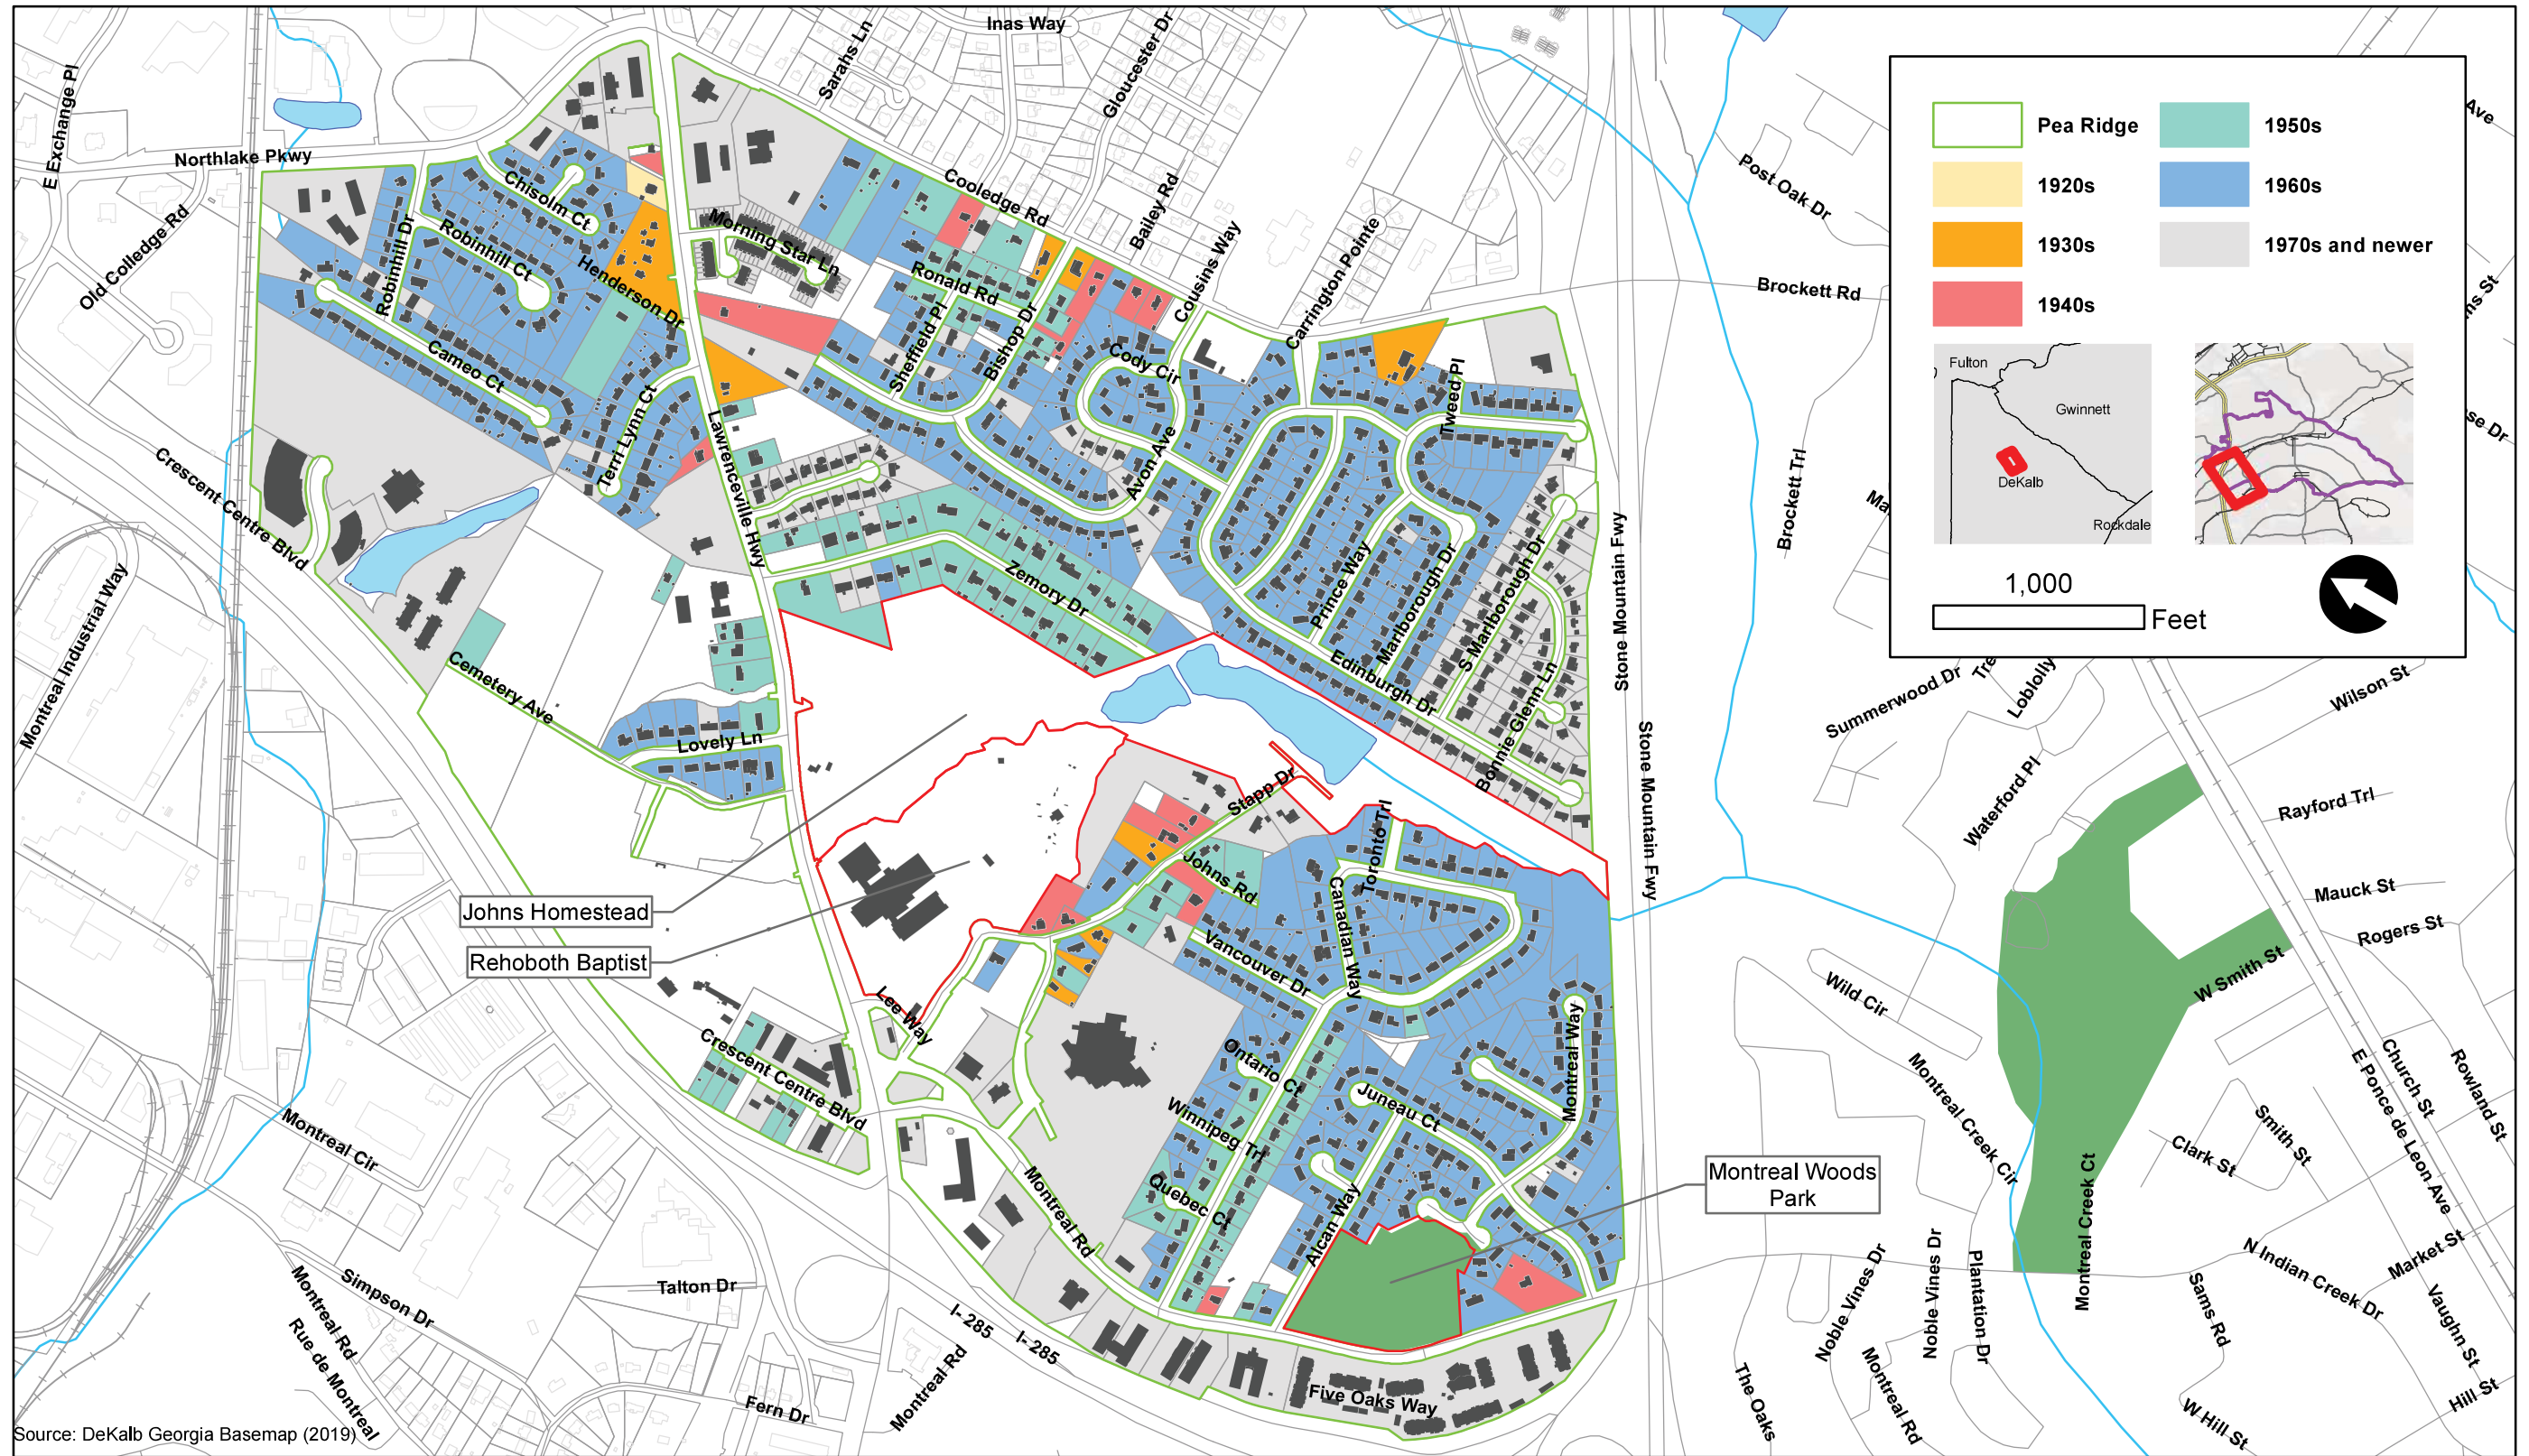 Inas Way
Sarahs Ln
Gloucester Dr
E Exchange Pl
Northlake Pkwy
Old Colledge Rd
Chisolm Ct
Robinhill Dr
Robinhill Ct
Henderson Dr
Cameo Ct
Terri Lynn Ct
Morning Star Ln
Cooledge Rd
Ronald Rd
Sheffield Pl
Bishop Dr
Bailey Rd
Cousins Way
Carrington Pointe
Cody Cir
Avon Ave
Tweed Pl
Lawrenceville Hwy
Zemory Dr
Prince Way
Marlborough Dr
S Marlborough Dr
Edinburgh Dr
Bonnie Glenn Ln
Stone Mountain Fwy
Stone Mountain Fwy
Post Oak Dr
Brockett Rd
Brockett Trl
Ma
Ave
ns St
se Dr
Pea Ridge
1920s
1930s
1940s
1950s
1960s
1970s and newer
Fulton
Gwinnett
DeKalb
Rockdale
1,000
Feet
Crescent Centre Blvd
Montreal Industrial Way
Cemetery Ave
Lovely Ln
Johns Homestead
Rehoboth Baptist
Stapp Dr
Johns Rd
Toronto Trl
Canadian Way
Vancouver Dr
Lee Way
Crescent Centre Blvd
Ontario Ct
Winnipeg Trl
Quebec Ct
Juneau Ct
Alcan Way
Montreal Way
Montreal Rd
Montreal Woods
Park
Five Oaks Way
I- 285
I- 285
Montreal Cir
Simpson Dr
Montreal Rd
Rue de Montreal
Talton Dr
Fern Dr
Montreal Rd
Summerwood Dr
Tre
Loblolly
Waterford Pl
Wilson St
Rayford Trl
Mauck St
Rogers St
W Smith St
Wild Cir
Montreal Creek Cir
Montreal Creek Ct
Church St
E Ponce de Leon Ave
Rowland St
Smith St
Clark St
N Indian Creek Dr
Market St
Vaughn St
Sams Rd
Hill St
W Hill St
Noble Vines Dr
Noble Vines Dr
Plantation Dr
Montreal Rd
The Oaks
Source: DeKalb Georgia Basemap (2019)